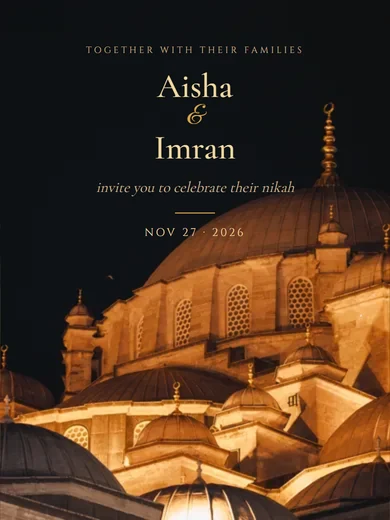 TOGETHER WITH THEIR FAMILIES
Aisha
&
Imran
invite you to celebrate their nikah
NOV 27 · 2026